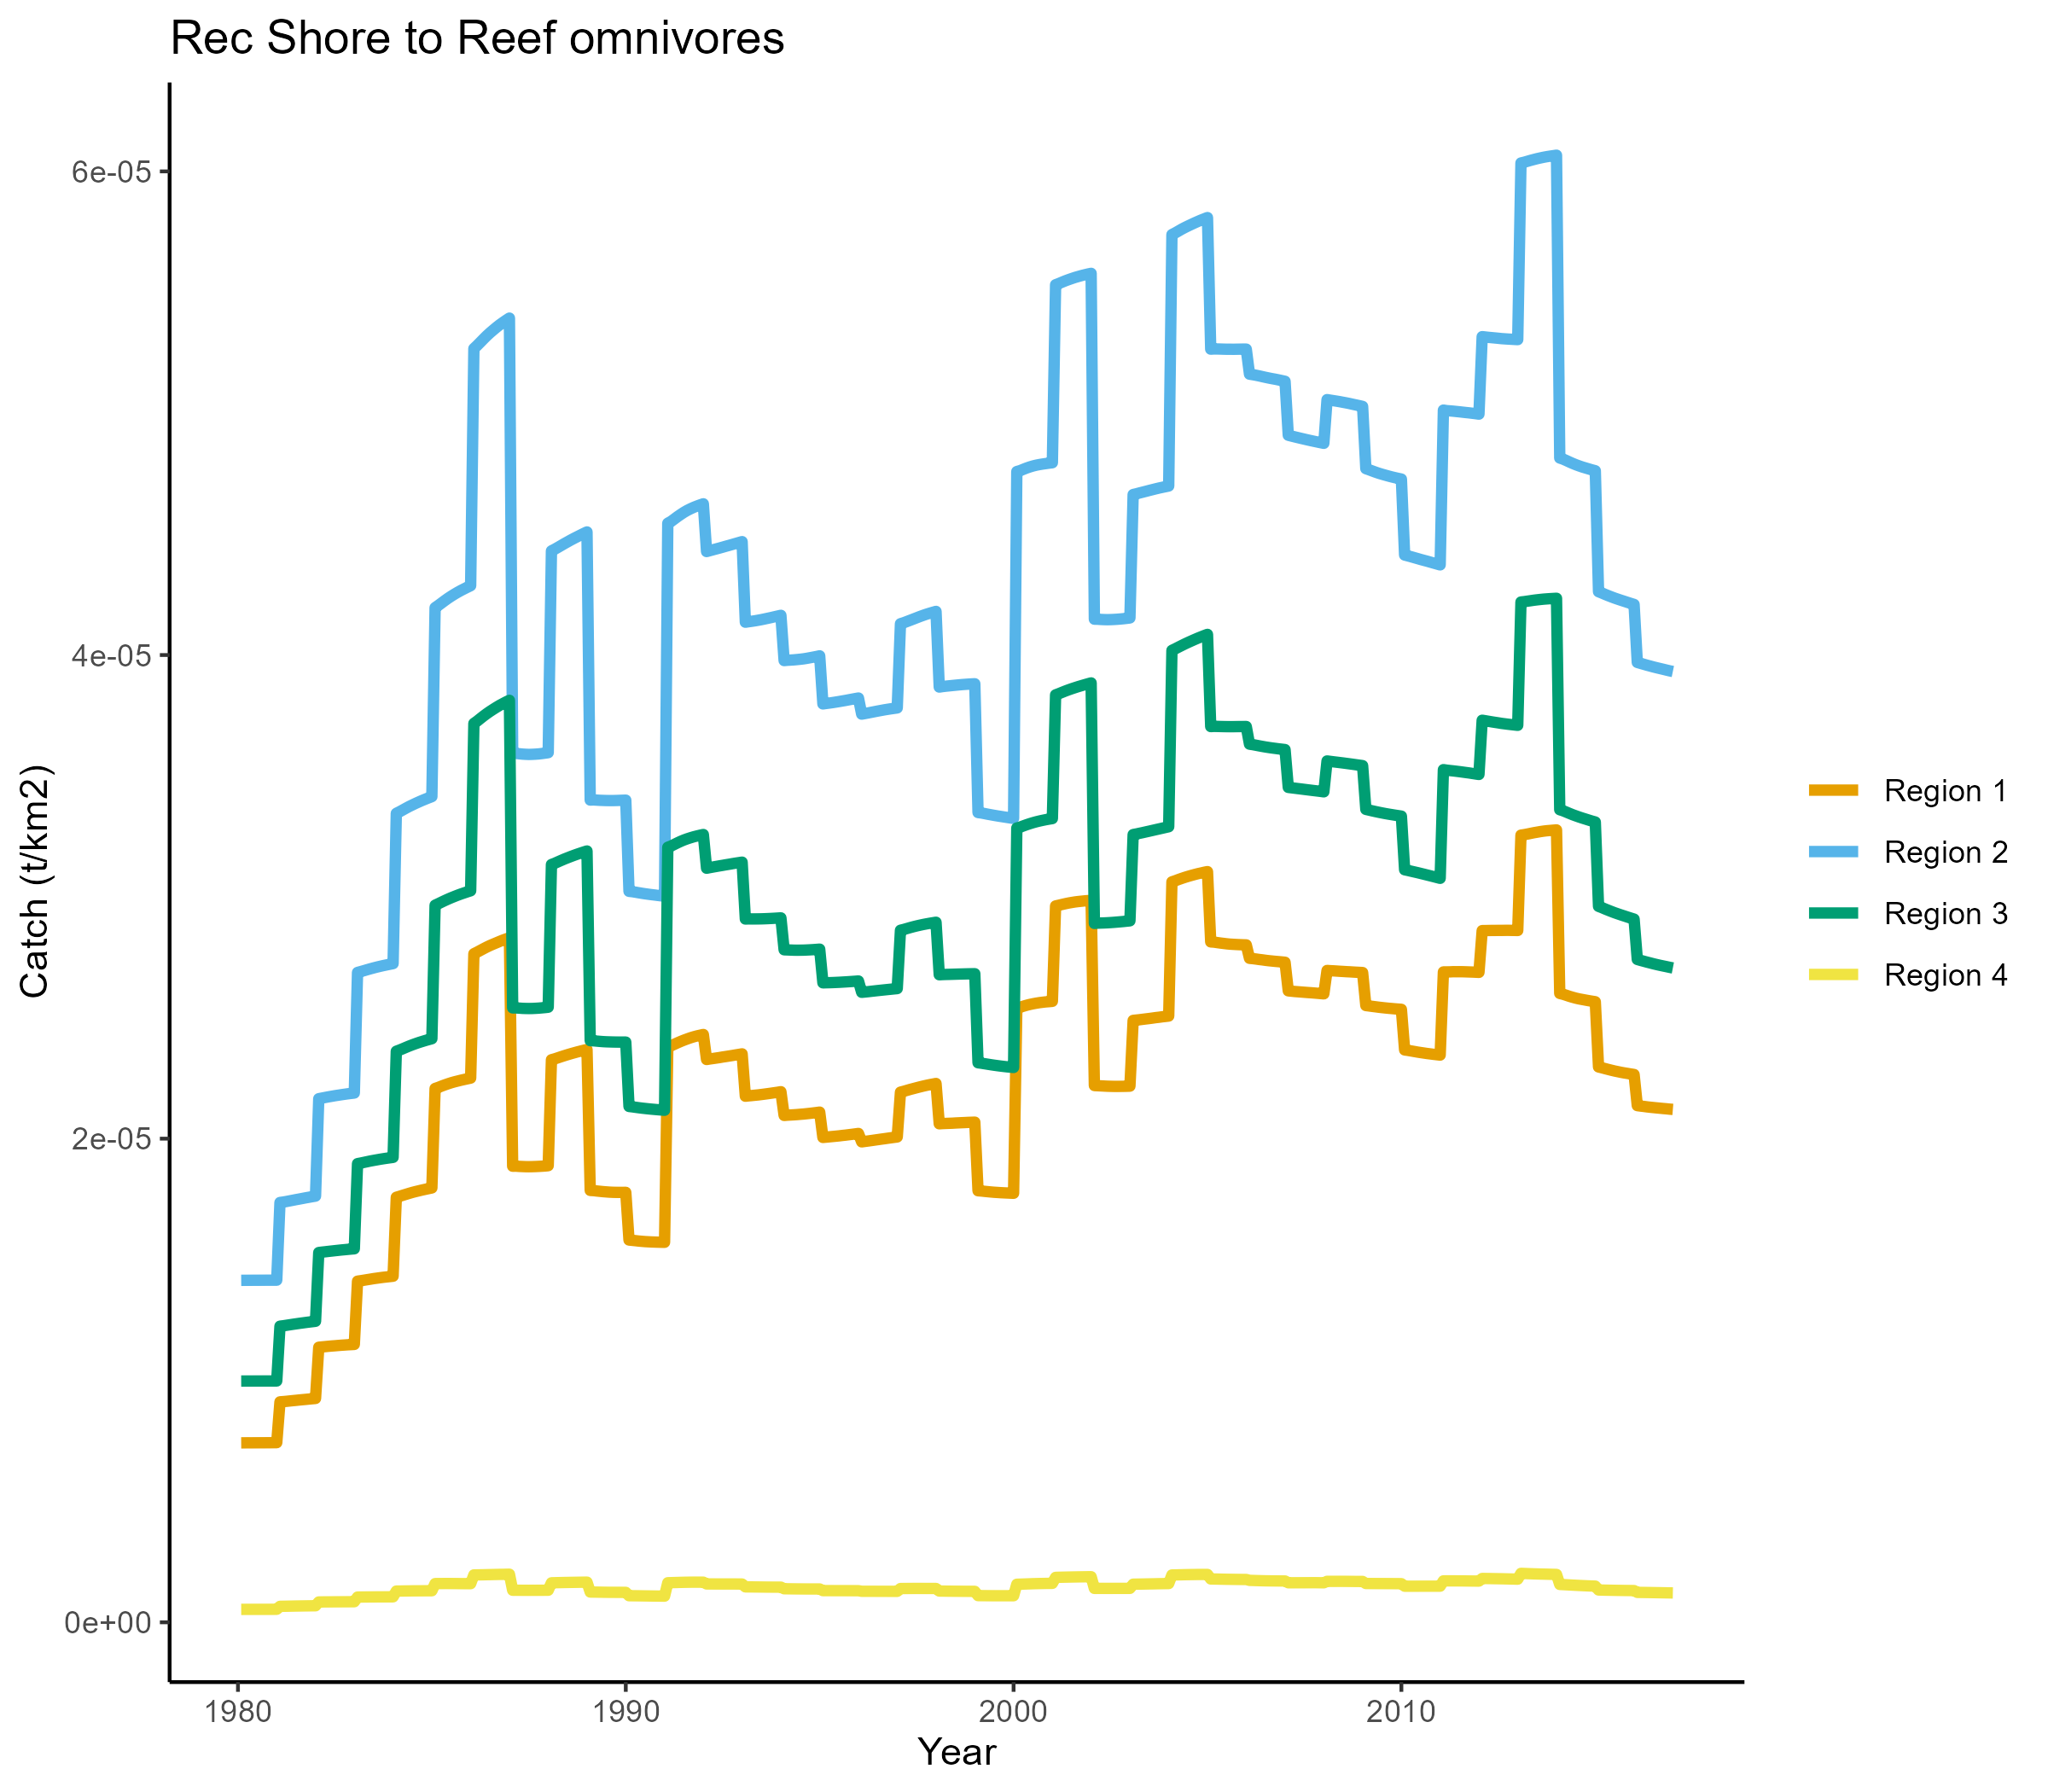 Rec Shore to Reef omnivores
6e-05
4e-05
2e-05
0e+00
Catch (t/km2)
1980 1990 2000 2010
Year
Region 1
Region 2
Region 3
Region 4